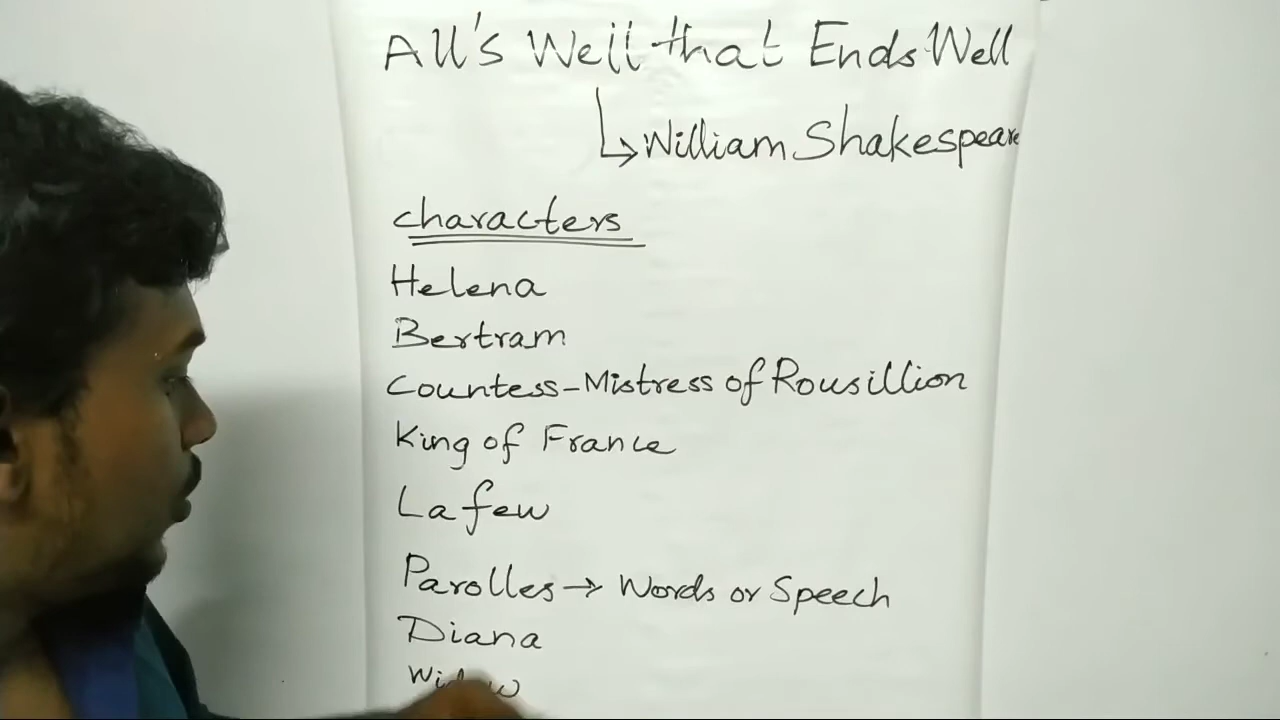 All's Well that Ends Well
↳ William Shakespeare
characters
Helena
Bertram
Countess - Mistress of Rousillion
King of France
Lafew
Parolles → Words or Speech
Diana